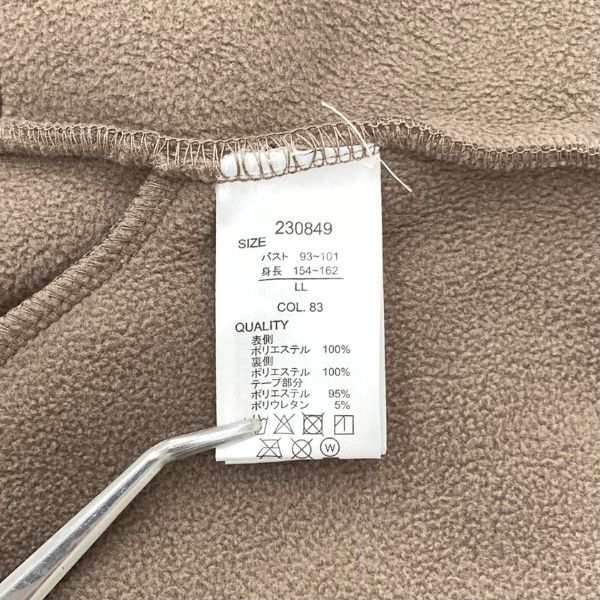 230849
SIZE
バスト 93~101
身長 154~162
LL
COL. 83
QUALITY
表側
ポリエステル 100%
裏側
ポリエステル 100%
テープ部分
ポリエステル 95%
ポリウレタン 5%
W